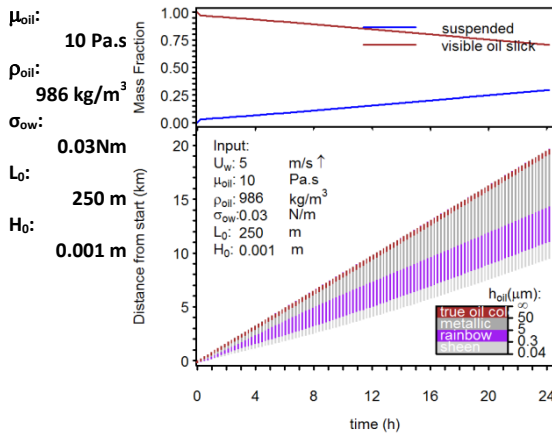 μoil:
10 Pa.s
ρoil:
986 kg/m³
σow:
0.03Nm
L₀:
250 m
H₀:
0.001 m
Mass Fraction
1.00
0.75
0.50
0.25
0.00
suspended
visible oil slick
Distance from start (km)
20
15
10
5
0
Input:
Uw: 5 m/s ↑
μoil: 10 Pa.s
ρoil: 986 kg/m³
σow: 0.03 N/m
L₀: 250 m
H₀: 0.001 m
hoil(μm):
true oil col
metallic
rainbow
sheen
∞
50
5
0.3
0.04
0 4 8 12 16 20 24
time (h)